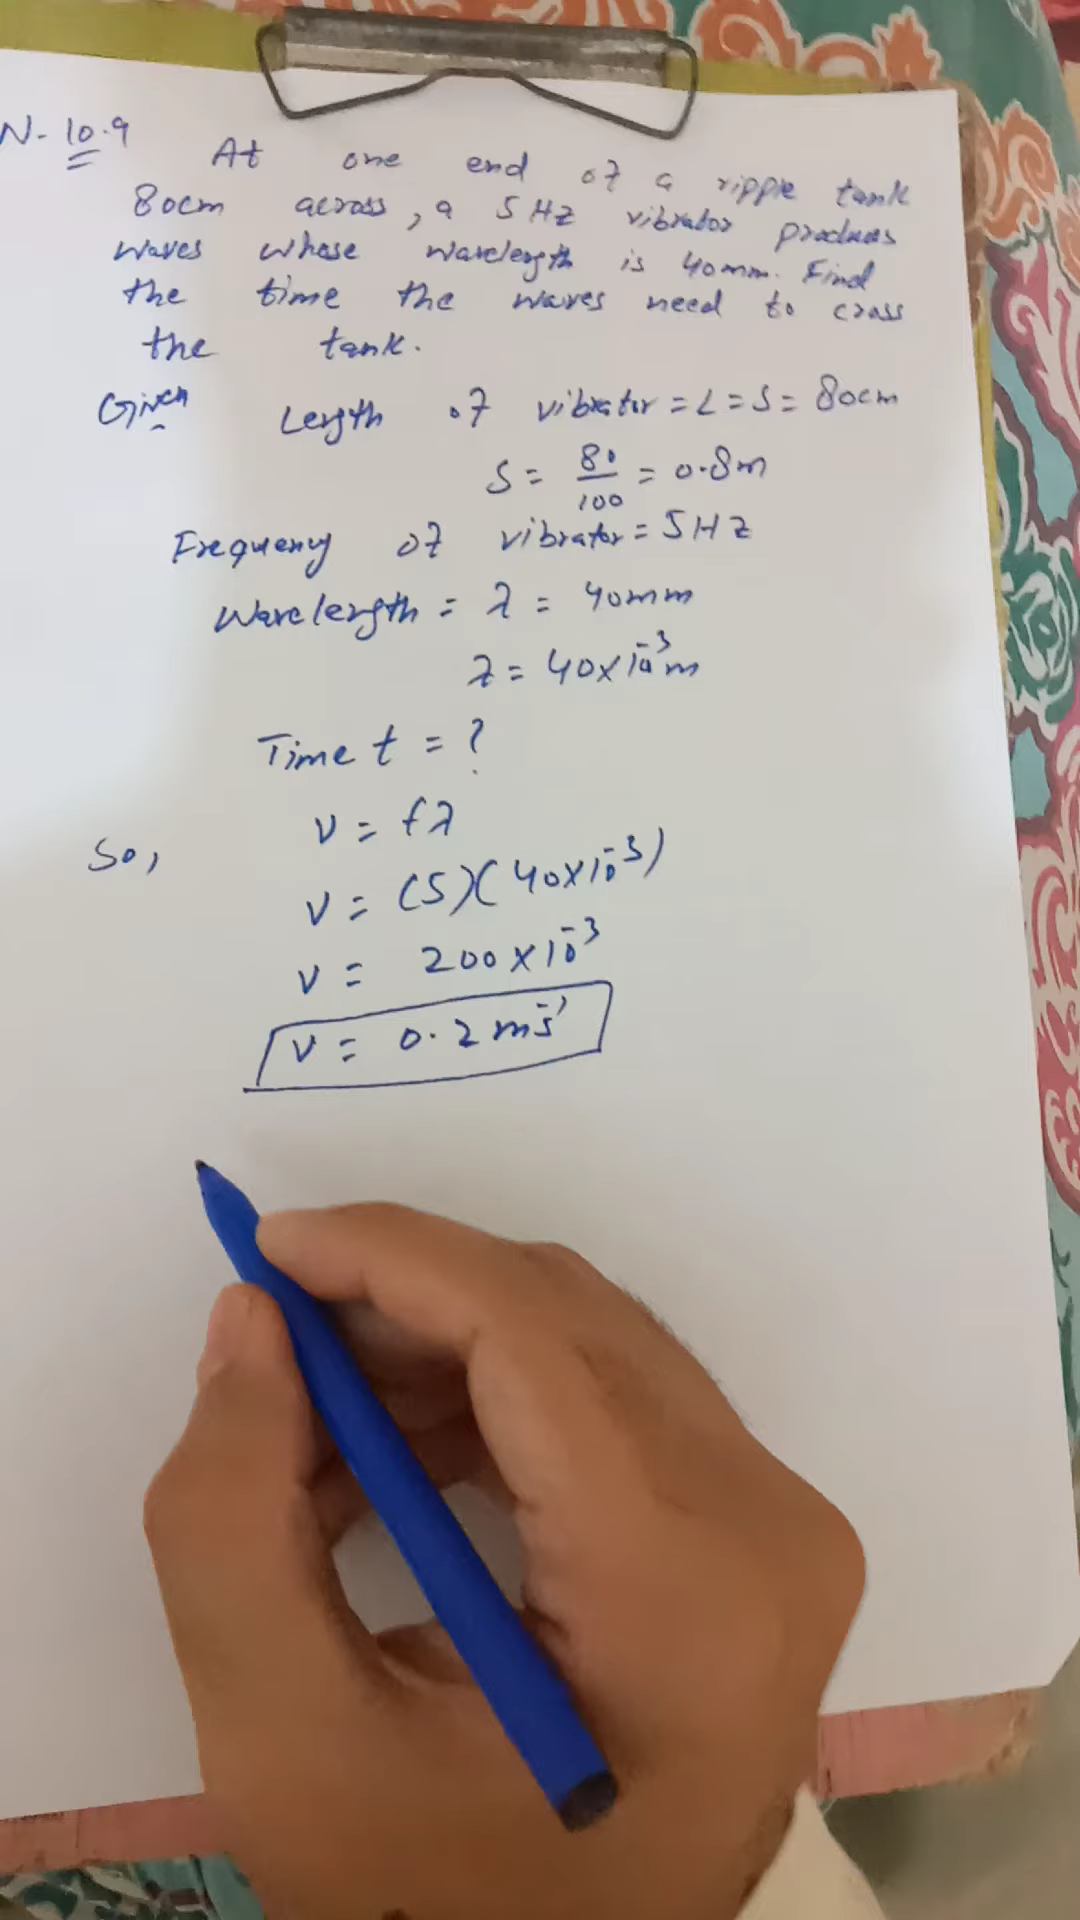 N-10.9
At one end of a ripple tank
80cm across, a 5Hz vibrator produces
waves whose wavelength is 40mm. Find
the time the waves need to cross
the tank.
Given Length of vibrator = L = S = 80cm
S = 80/100 = 0.8m
Frequency of vibrator = 5Hz
Wavelength = λ = 40mm
λ = 40×10⁻³m
Time t = ?
So, v = fλ
v = (5)(40×10⁻³)
v = 200×10⁻³
v = 0.2 ms⁻¹